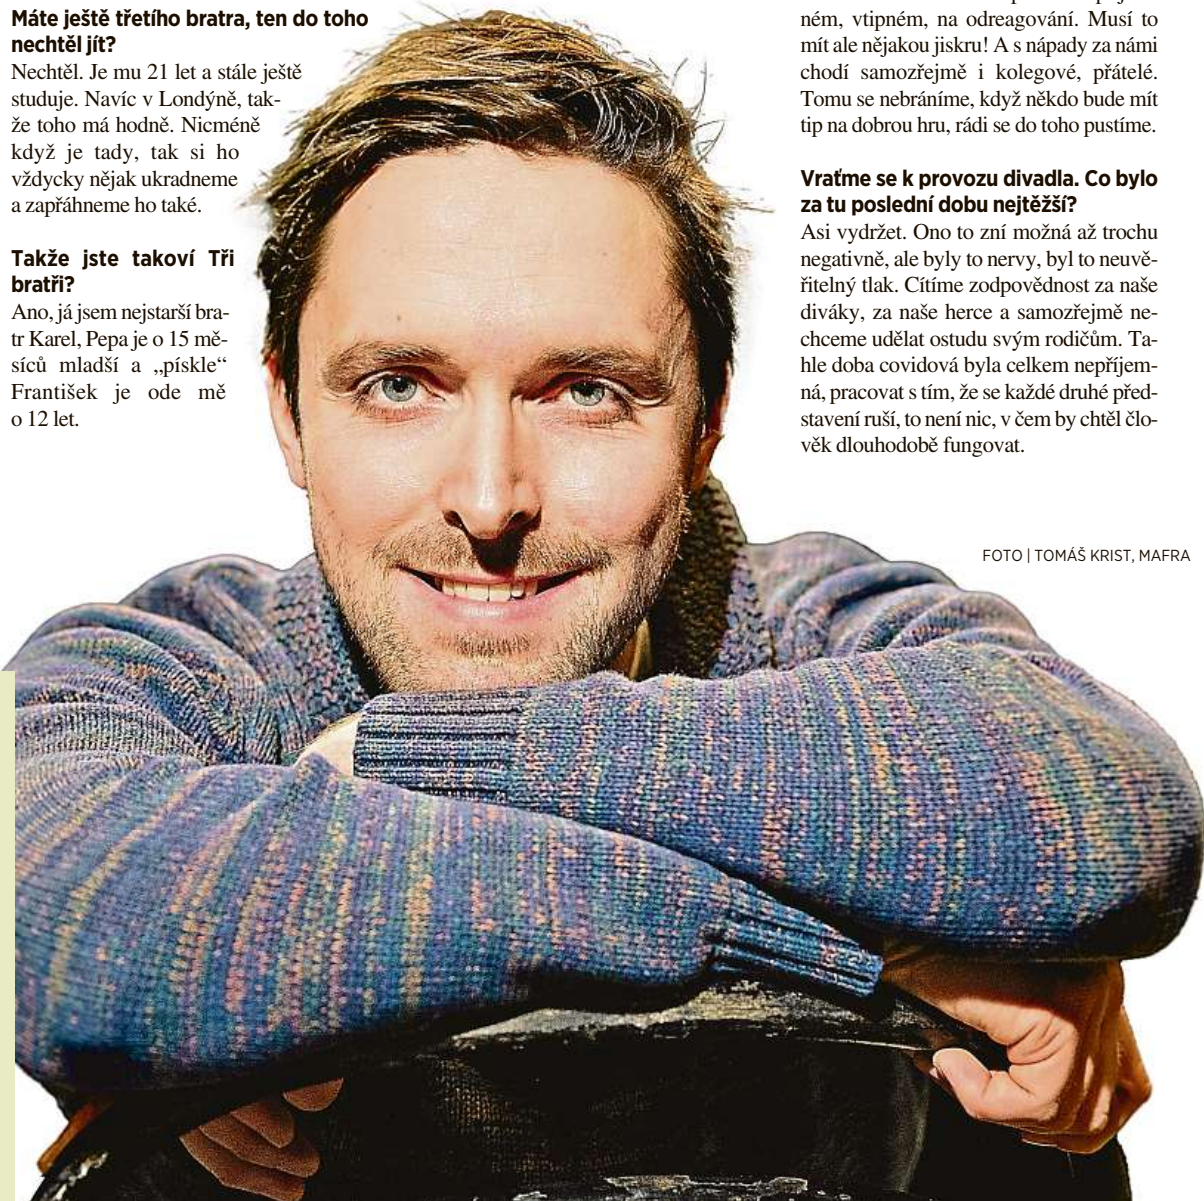 Máte ještě třetího bratra, ten do toho
nechtěl jít?
Nechtěl. Je mu 21 let a stále ještě
studuje. Navíc v Londýně, tak-
že toho má hodně. Nicméně
když je tady, tak si ho
vždycky nějak ukradneme
a zapřáhneme ho také.
Takže jste takoví Tři
bratři?
Ano, já jsem nejstarší bra-
tr Karel, Pepa je o 15 mě-
síců mladší a „pískle“
František je ode mě
o 12 let.
ném, vtipném, na odreagování. Musí to
mít ale nějakou jiskru! A s nápady za námi
chodí samozřejmě i kolegové, přátelé.
Tomu se nebráníme, když někdo bude mít
tip na dobrou hru, rádi se do toho pustíme.
Vraťme se k provozu divadla. Co bylo
za tu poslední dobu nejtěžší?
Asi vydržet. Ono to zní možná až trochu
negativně, ale byly to nervy, byl to neuvě-
řitelný tlak. Cítíme zodpovědnost za naše
diváky, za naše herce a samozřejmě ne-
chceme udělat ostudu svým rodičům. Ta-
hle doba covidová byla celkem nepříjem-
ná, pracovat s tím, že se každé druhé před-
stavení ruší, to není nic, v čem by chtěl člo-
věk dlouhodobě fungovat.
FOTO | TOMÁŠ KRIST, MAFRA